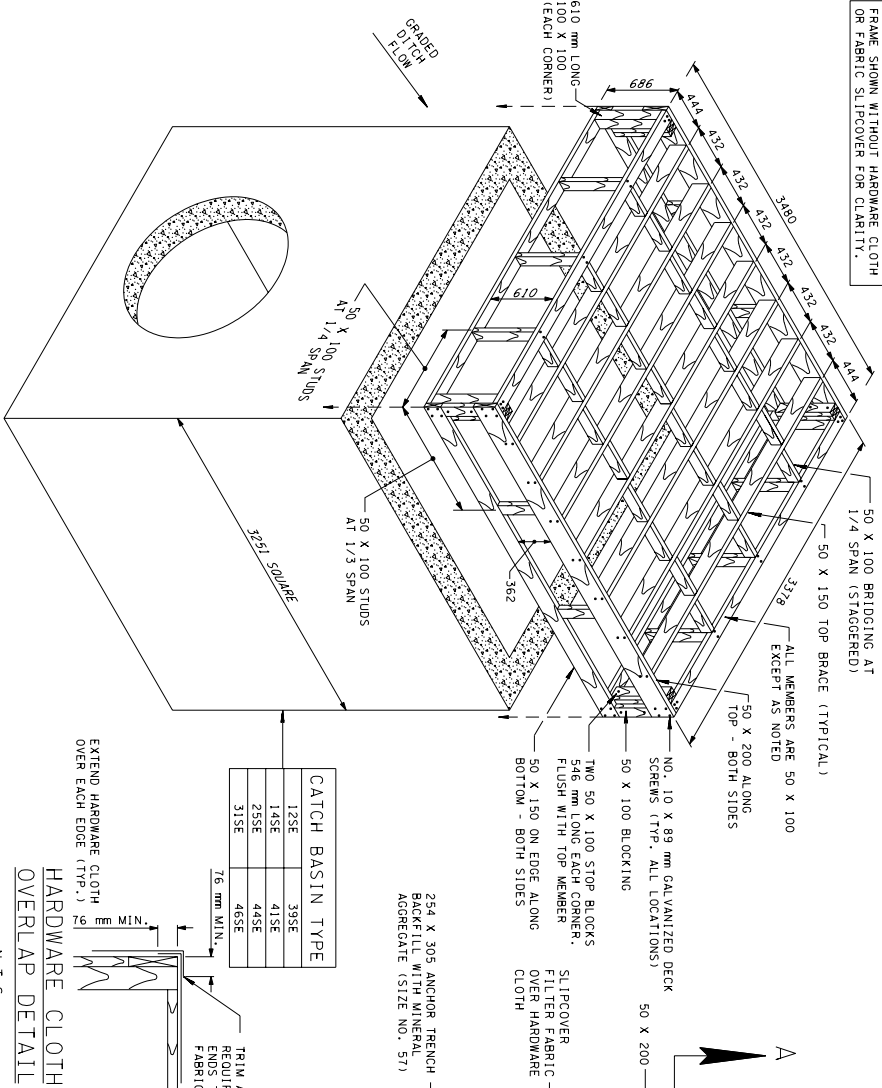 FRAME SHOWN WITHOUT HARDWARE CLOTH
OR FABRIC SLIPCOVER FOR CLARITY.
GRADED
DITCH
FLOW
610 mm LONG
100 X 100
(EACH CORNER)
686
444
432
432
432
432
432
432
444
3480
3378
610
362
50 X 100 STUDS
AT 1/4 SPAN
50 X 100 STUDS
AT 1/3 SPAN
3251 SQUARE
50 X 100 BRIDGING AT
1/4 SPAN (STAGGERED)
50 X 150 TOP BRACE (TYPICAL)
ALL MEMBERS ARE 50 X 100
EXCEPT AS NOTED
50 X 200 ALONG
TOP - BOTH SIDES
NO. 10 X 89 mm GALVANIZED DECK
SCREWS (TYP. ALL LOCATIONS)
50 X 100 BLOCKING
TWO 50 X 100 STOP BLOCKS
546 mm LONG EACH CORNER.
FLUSH WITH TOP MEMBER
50 X 150 ON EDGE ALONG
BOTTOM - BOTH SIDES
CATCH BASIN TYPE
12SE 39SE
14SE 41SE
25SE 44SE
31SE 46SE
EXTEND HARDWARE CLOTH
OVER EACH EDGE (TYP.)
76 mm MIN.
76 mm MIN.
HARDWARE CLOTH
OVERLAP DETAIL
254 X 305 ANCHOR TRENCH -
BACKFILL WITH MINERAL
AGGREGATE (SIZE NO. 57)
SLIPCOVER
FILTER FABRIC -
OVER HARDWARE
CLOTH
50 X 200
A
TRIM A
REQUIR
ENDS -
FABRIC